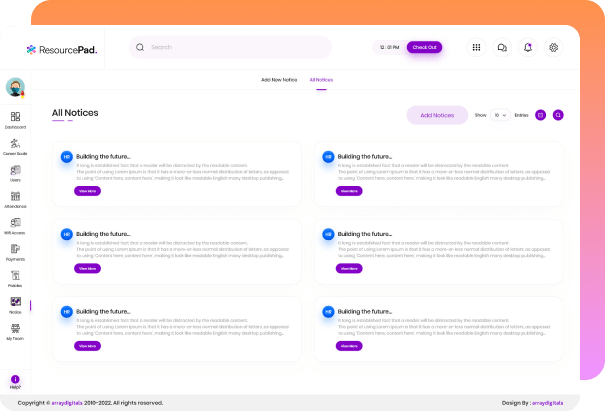 ResourcePad.
Search
12 : 01 PM
Check Out
Add New Notice
All Notices
All Notices
Add Notices
Show
10
Entries
Dashboard
Career Goals
Users
Attendance
Wifi Access
Payments
Policies
Notice
My Team
Help?
HR
Building the future...
It long is established fact that a reader will be distracted by the readable content.
The point of using Lorem Ipsum is that it has a more-or-less normal distribution of letters, as opposed
to using 'Content here, content here', making it look like readable English many desktop publishing...
View More
HR
Building the future...
It long is established fact that a reader will be distracted by the readable content.
The point of using Lorem Ipsum is that it has a more-or-less normal distribution of letters, as opposed
to using 'Content here, content here', making it look like readable English many desktop publishing...
View More
HR
Building the future...
It long is established fact that a reader will be distracted by the readable content.
The point of using Lorem Ipsum is that it has a more-or-less normal distribution of letters, as opposed
to using 'Content here, content here', making it look like readable English many desktop publishing...
View More
HR
Building the future...
It long is established fact that a reader will be distracted by the readable content.
The point of using Lorem Ipsum is that it has a more-or-less normal distribution of letters, as opposed
to using 'Content here, content here', making it look like readable English many desktop publishing...
View More
HR
Building the future...
It long is established fact that a reader will be distracted by the readable content.
The point of using Lorem Ipsum is that it has a more-or-less normal distribution of letters, as opposed
to using 'Content here, content here', making it look like readable English many desktop publishing...
View More
HR
Building the future...
It long is established fact that a reader will be distracted by the readable content.
The point of using Lorem Ipsum is that it has a more-or-less normal distribution of letters, as opposed
to using 'Content here, content here', making it look like readable English many desktop publishing...
View More
Copyright © arraydigitals 2010-2022. All rights reserved.
Design By : arraydigitals